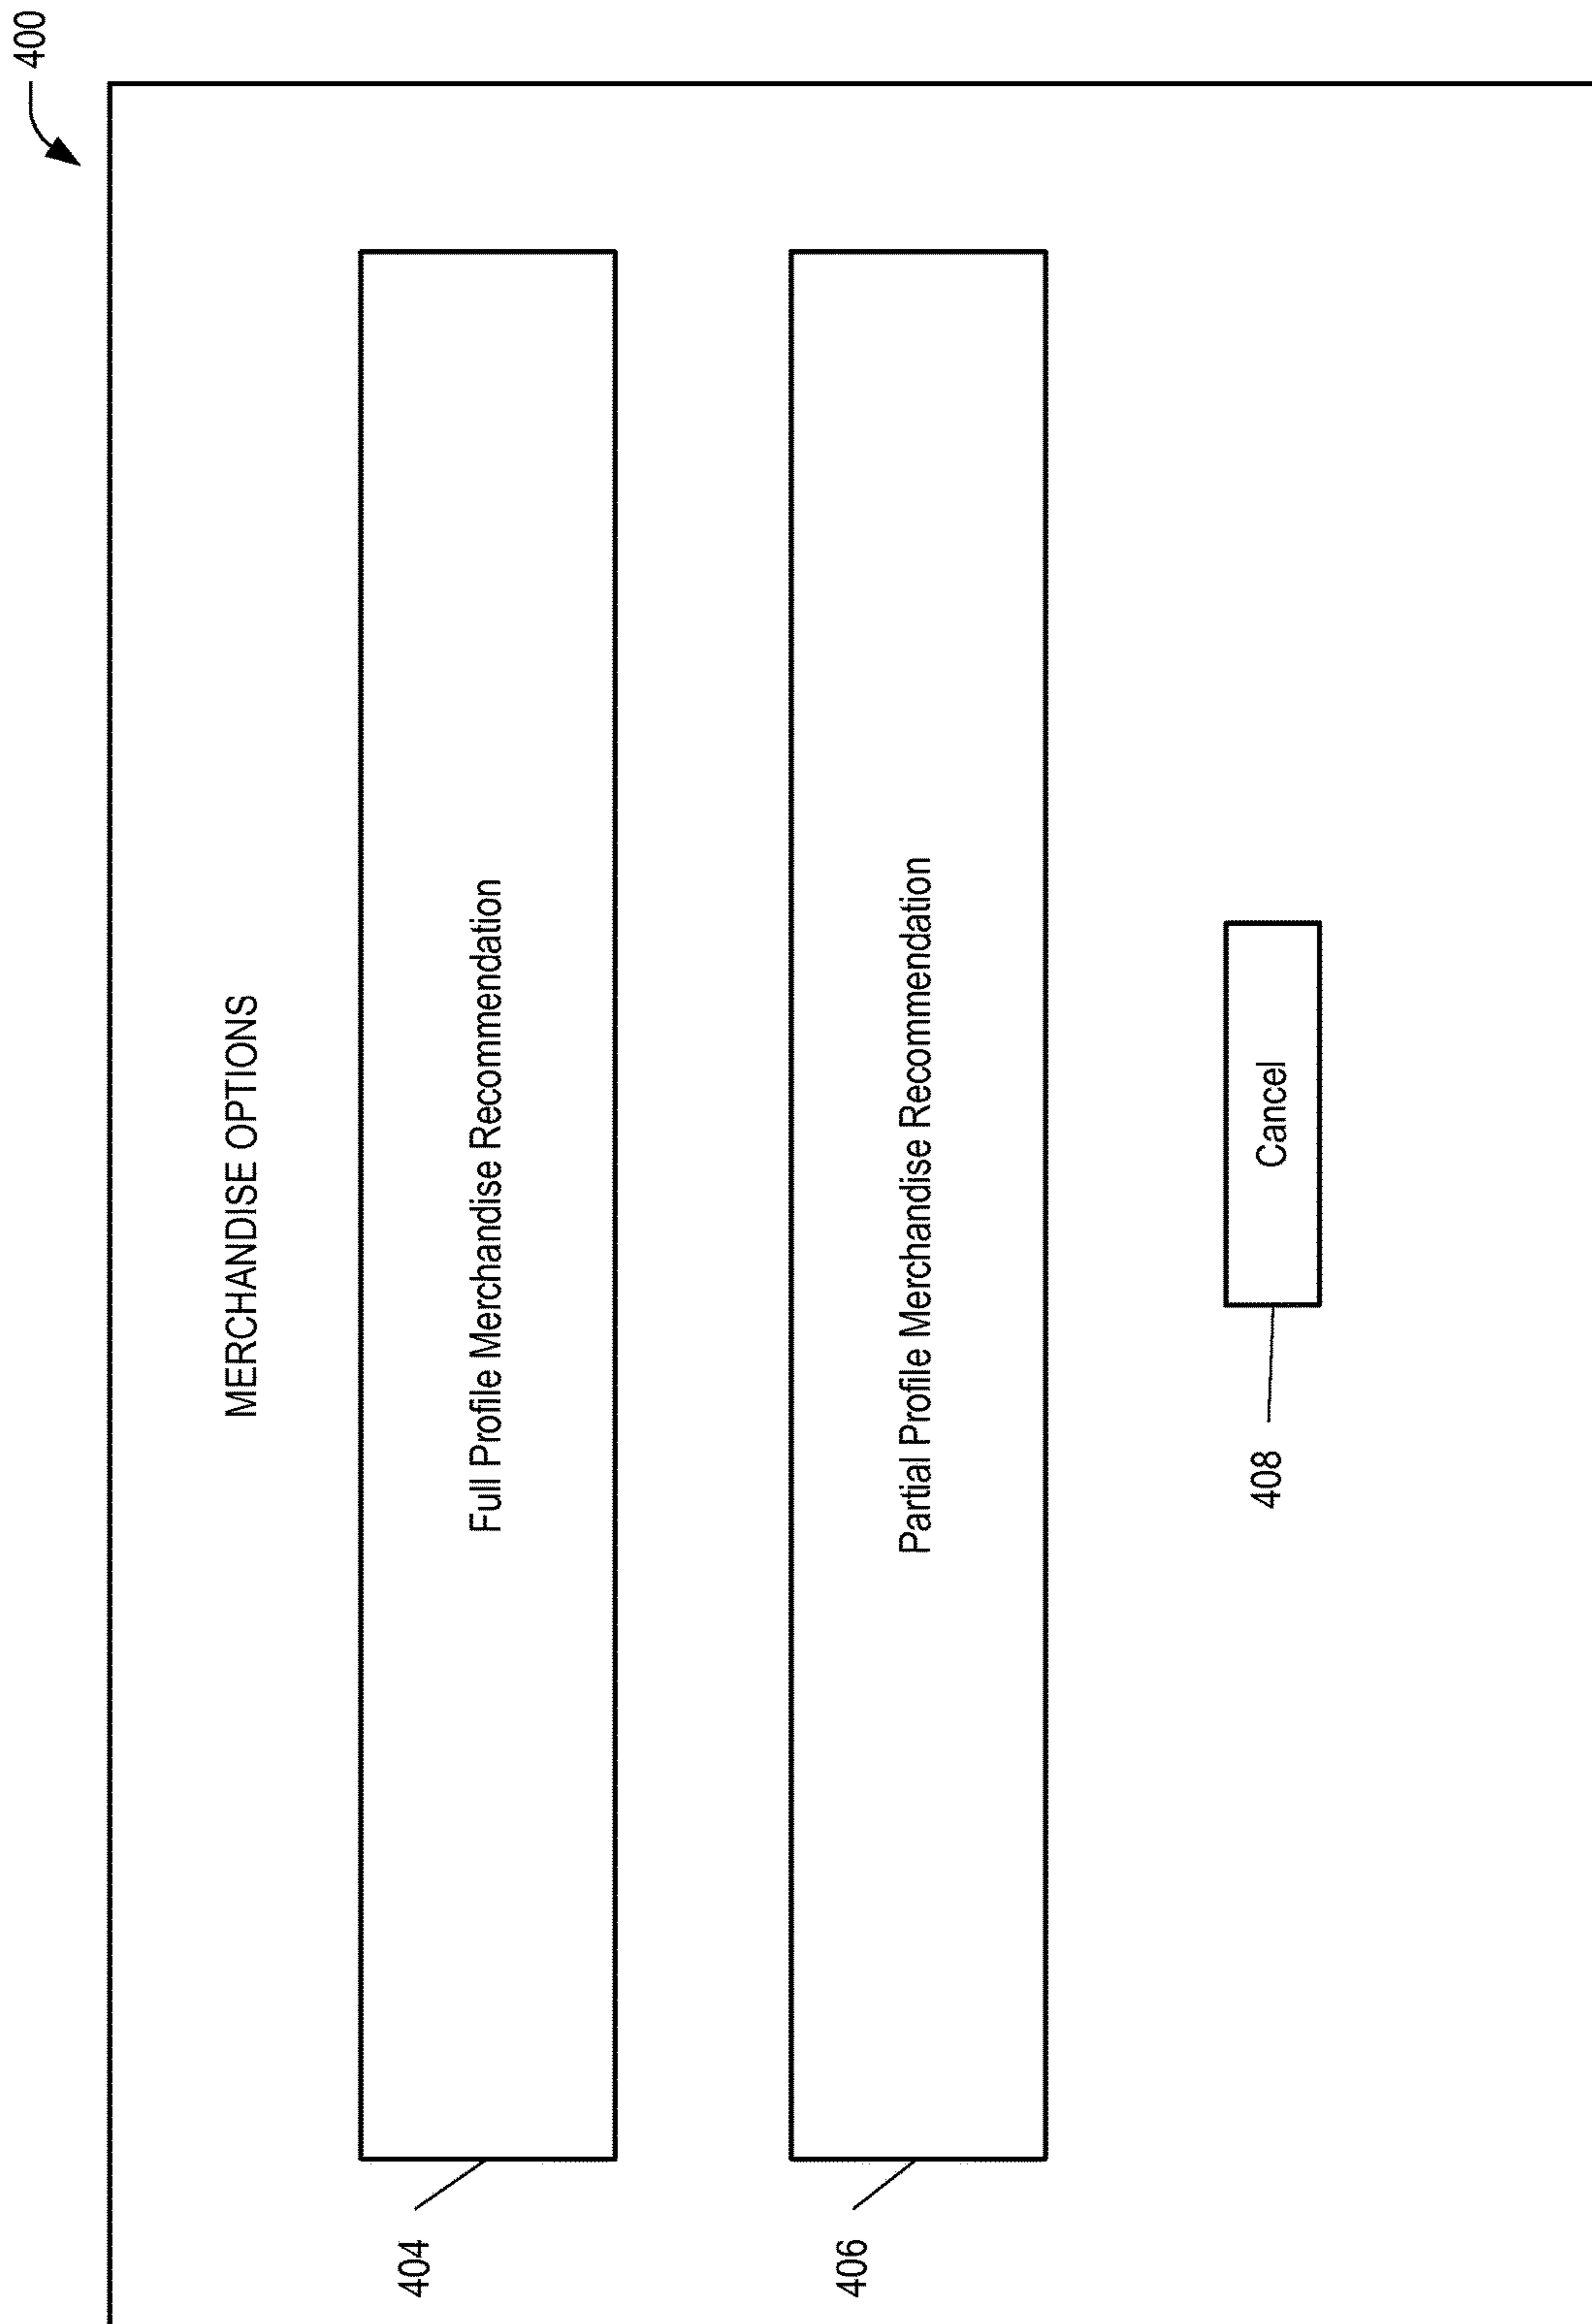 400
MERCHANDISE OPTIONS
404
Full Profile Merchandise Recommendation
406
Partial Profile Merchandise Recommendation
408
Cancel